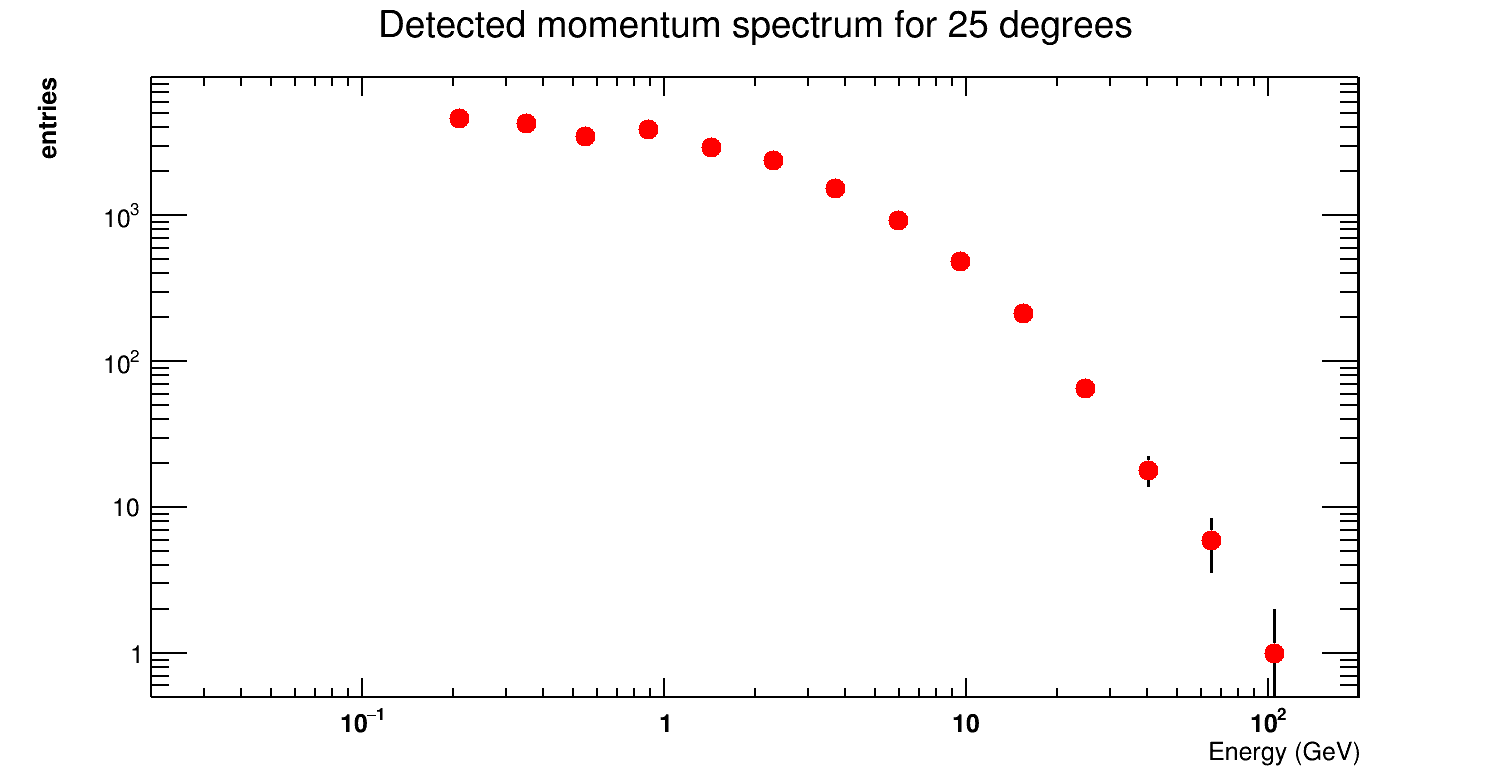 Detected momentum spectrum for 25 degrees
entries
10³
10²
10
1
10⁻¹ 1 10 10²
Energy (GeV)